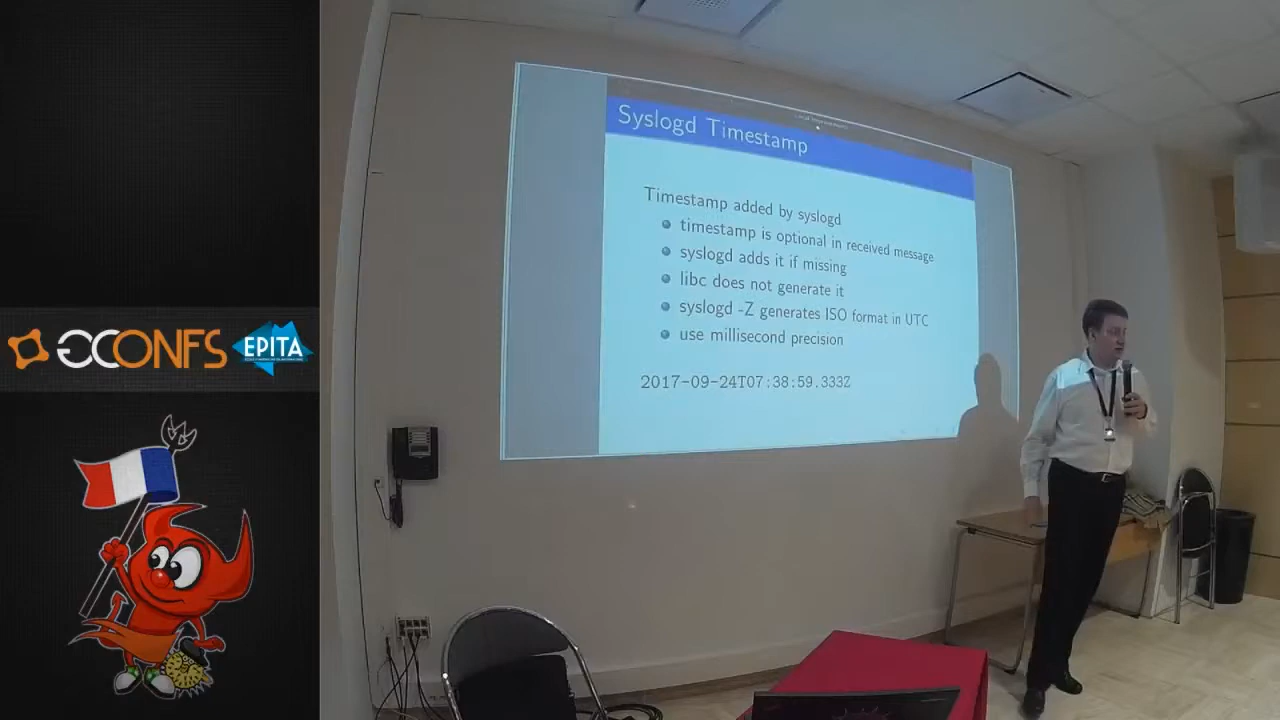 Syslogd Timestamp
Timestamp added by syslogd
timestamp is optional in received message
syslogd adds it if missing
libc does not generate it
syslogd -Z generates ISO format in UTC
use millisecond precision
2017-09-24T07:38:59.333Z
CONFS
EPITA